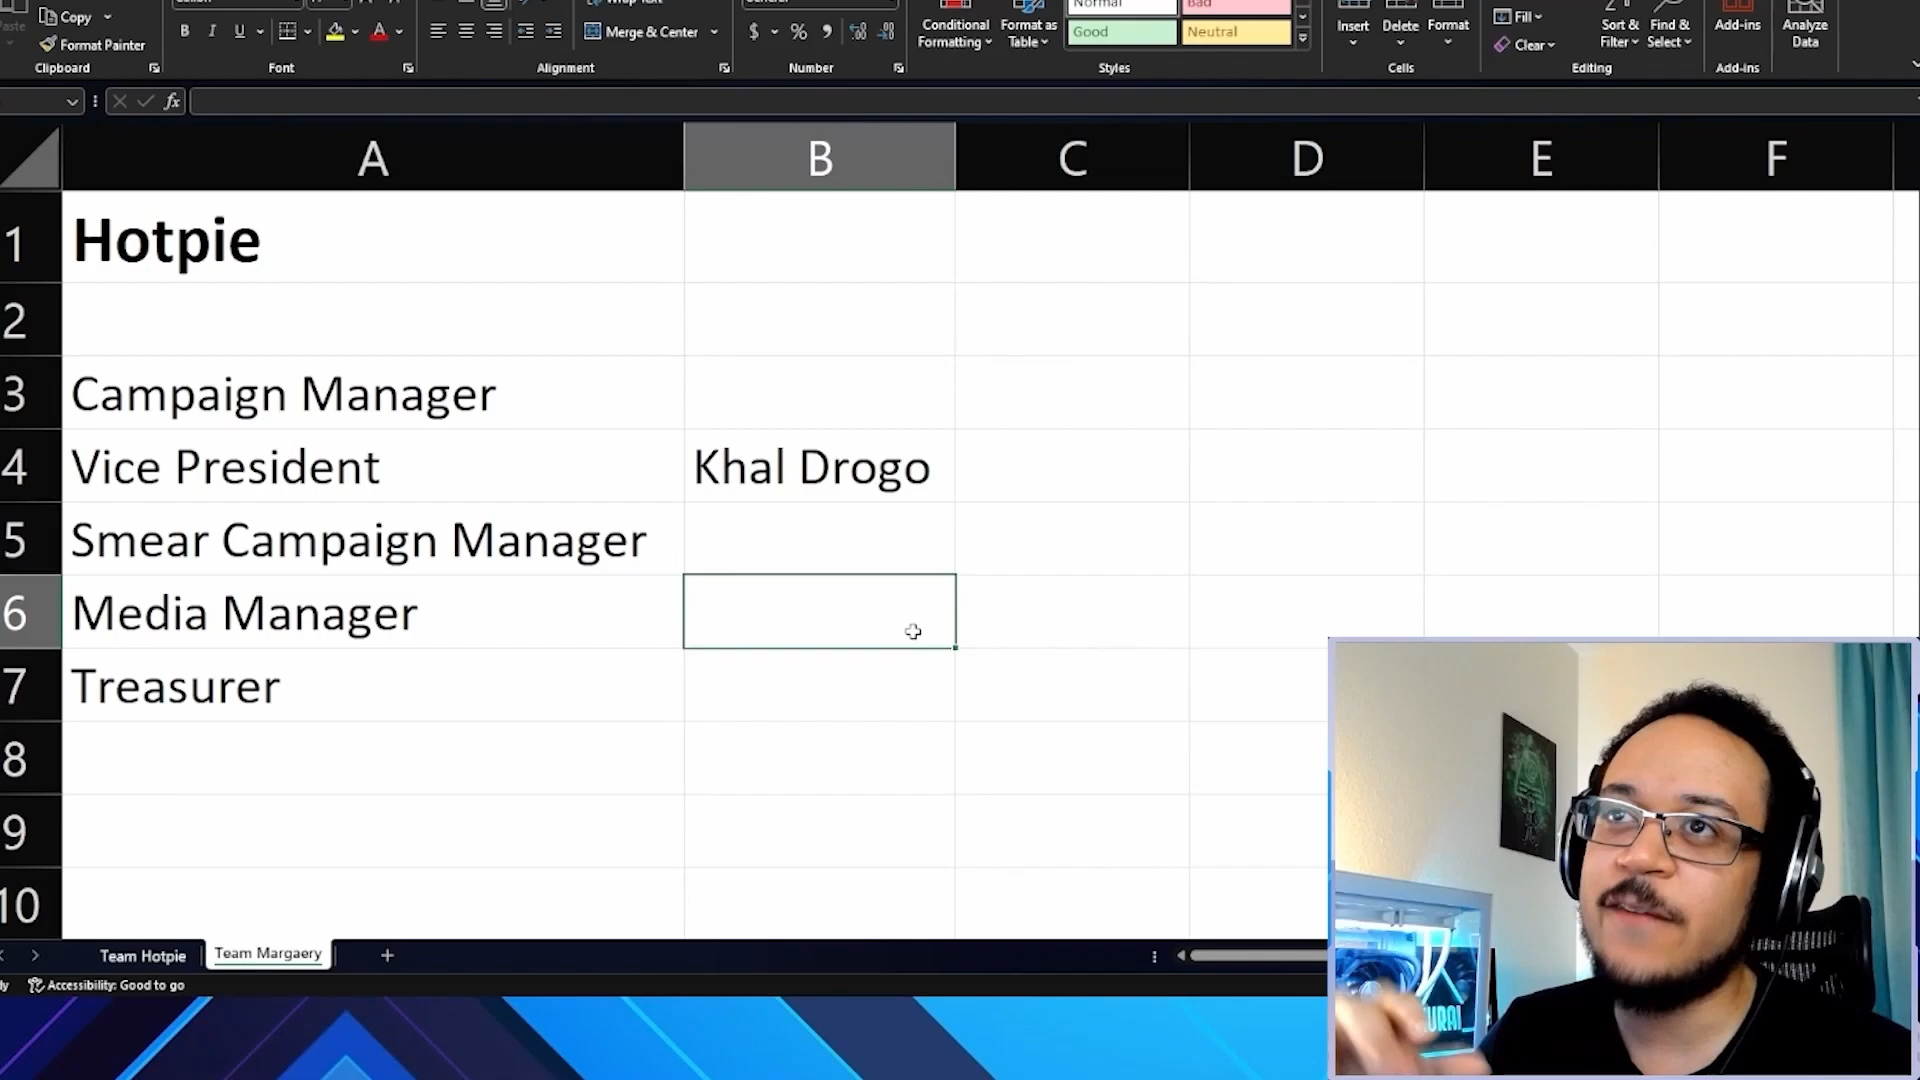 Copy
Format Painter
Clipboard
B I U
Font
Merge & Center
Alignment
$ % ,
Number
Conditional Formatting
Format as Table
Normal
Bad
Good
Neutral
Styles
Insert
Delete
Format
Cells
Fill
Clear
Sort & Filter
Find & Select
Editing
Add-ins
Add-ins
Analyze Data
fx
A B C D E F
1 Hotpie
2
3 Campaign Manager
4 Vice President Khal Drogo
5 Smear Campaign Manager
6 Media Manager
7 Treasurer
8
9
10
Team Hotpie
Team Margaery
Accessibility: Good to go